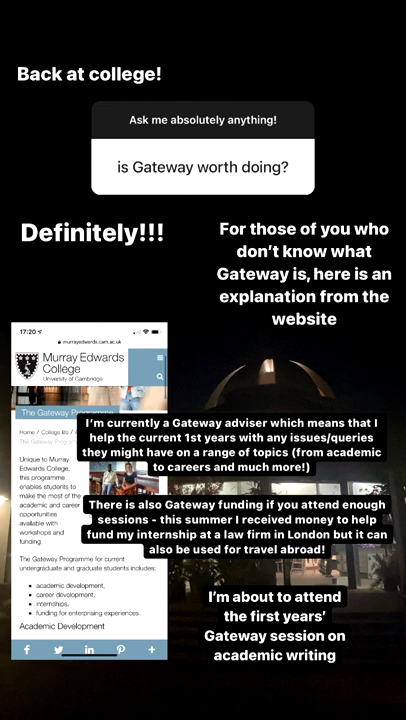 Back at college!
Ask me absolutely anything!
is Gateway worth doing?
Definitely!!!
For those of you who
don't know what
Gateway is, here is an
explanation from the
website
17:20
murrayedwards.cam.ac.uk
Murray Edwards
College
University of Cambridge
The Gateway Programme
Home / College life /
The Gateway Program
I'm currently a Gateway adviser which means that I
help the current 1st years with any issues/queries
they might have on a range of topics (from academic
to careers and much more!)
Unique to Murray
Edwards College,
this programme
enables students to
make the most of the
academic and career
opportunities
available with
workshops and
funding.
There is also Gateway funding if you attend enough
sessions - this summer I received money to help
fund my internship at a law firm in London but it can
also be used for travel abroad!
The Gateway Programme for current
undergraduate and graduate students includes:
academic development,
career development,
internships,
funding for enterprising experiences.
Academic Development
I'm about to attend
the first years'
Gateway session on
academic writing